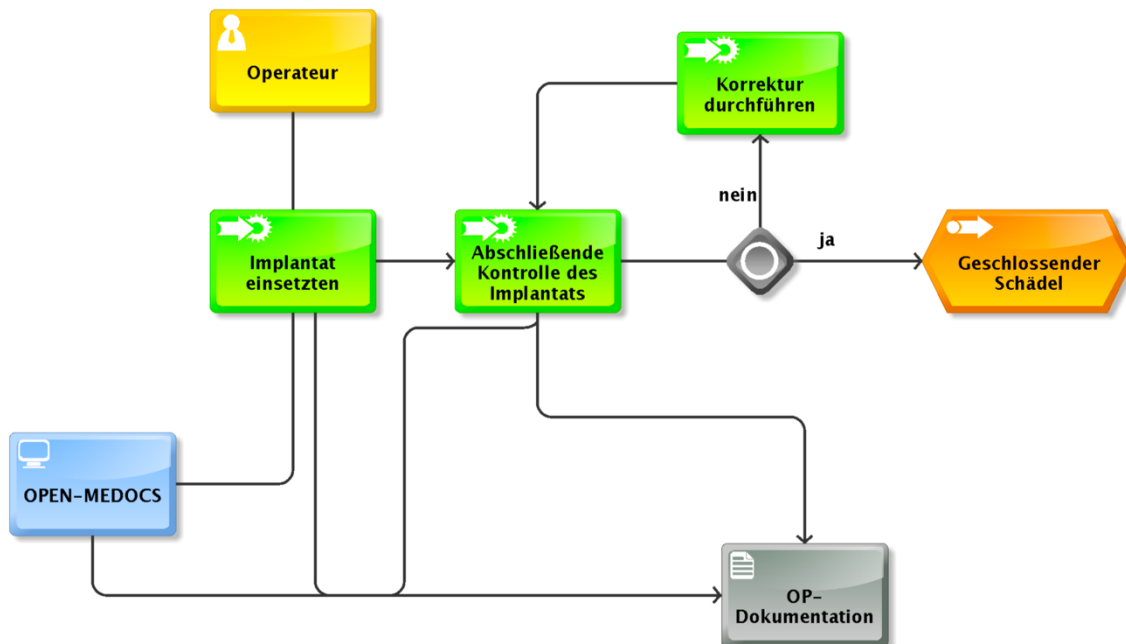 Operateur
Korrektur
durchführen
nein
Implantat
einsetzten
Abschließende
Kontrolle des
Implantats
ja
Geschlossender
Schädel
OPEN-MEDOCS
OP-
Dokumentation